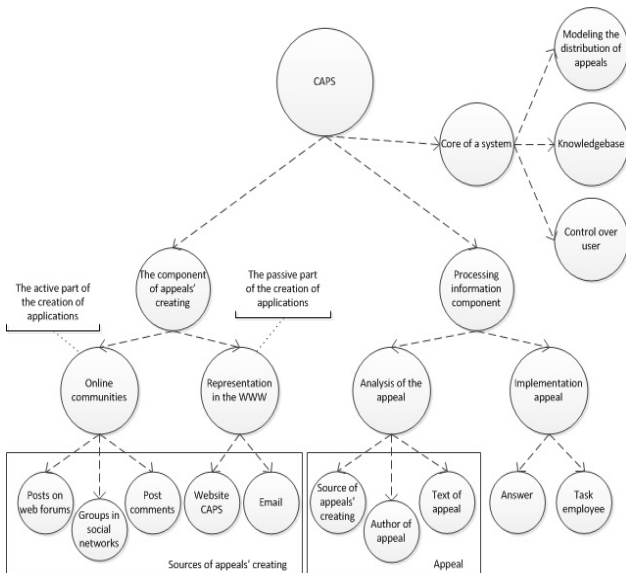 Modeling the
distribution of
appeals
CAPS
Core of a system
Knowledgebase
Control over
user
The component
of appeals'
creating
Processing
information
component
The active part of
the creation of
applications
The passive part
of the creation of
applications
Online
communities
Representation
in the WWW
Analysis of the
appeal
Implementation
appeal
Posts on
web forums
Groups in
social
networks
Post
comments
Website
CAPS
Email
Source of
appeals'
creating
Author of
appeal
Text of
appeal
Answer
Task
employee
Sources of appeals' creating
Appeal